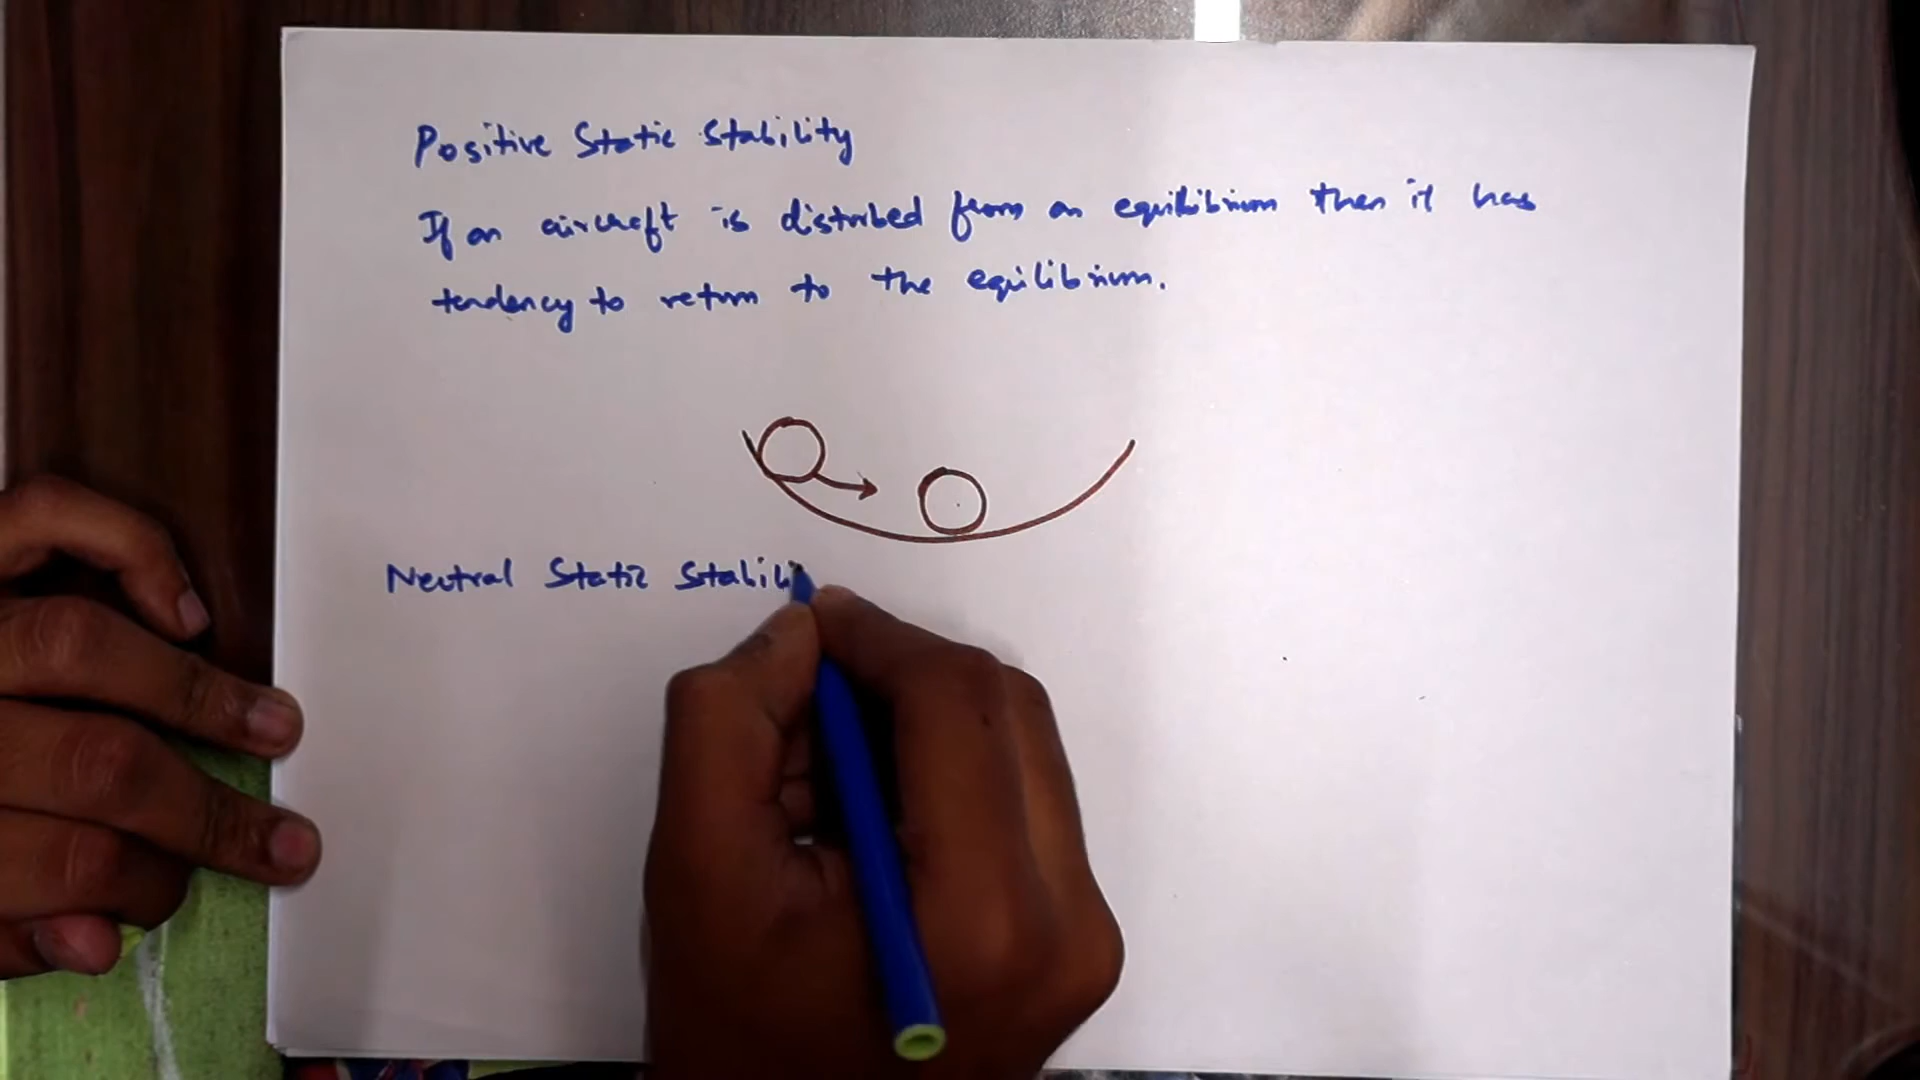 Positive Static Stability
If an aircraft is distrubed from an equilibrium then it has
tendency to return to the equilibrium.
Neutral Static Stabili